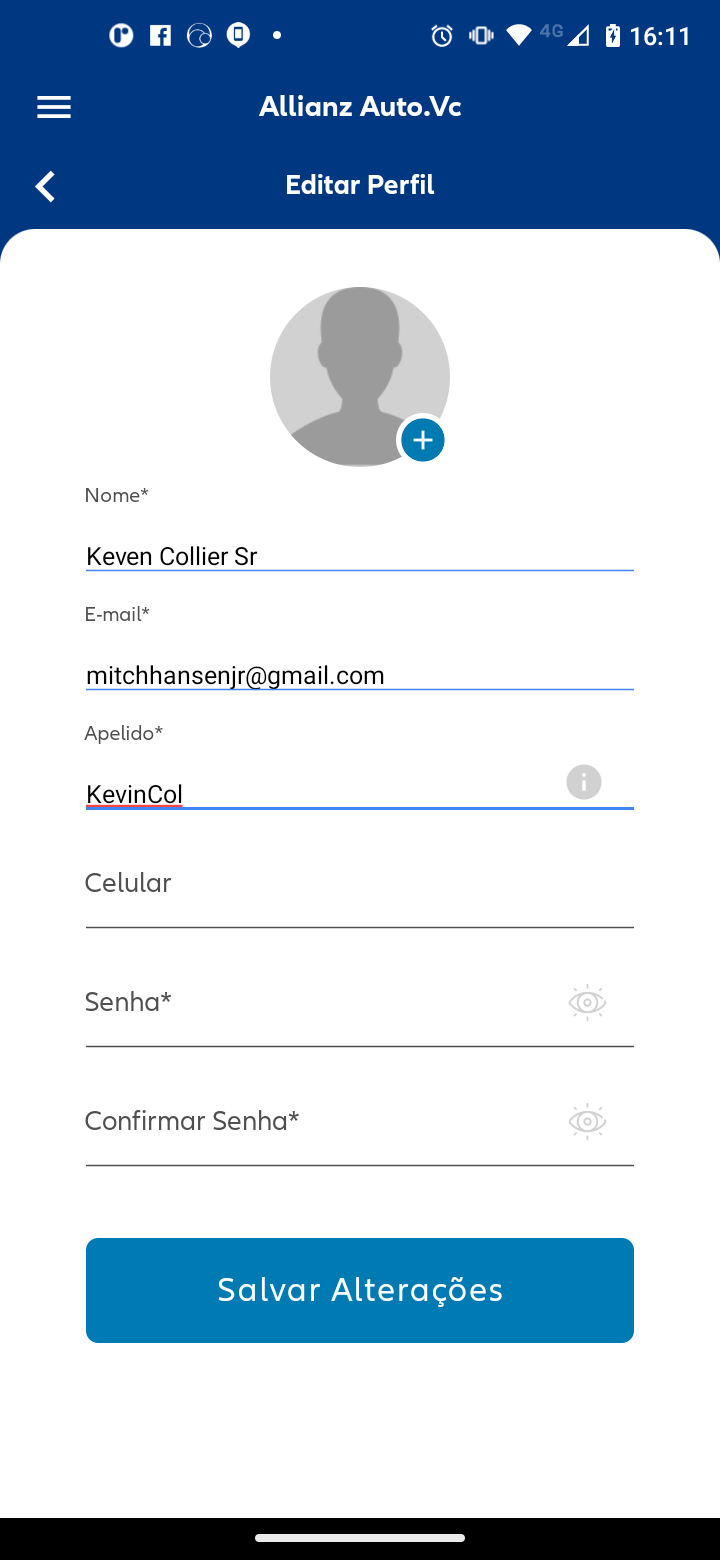 4G 16:11
Allianz Auto.Vc
Editar Perfil
Nome*
Keven Collier Sr
E-mail*
mitchhansenjr@gmail.com
Apelido*
KevinCol
Celular
Senha*
Confirmar Senha*
Salvar Alterações